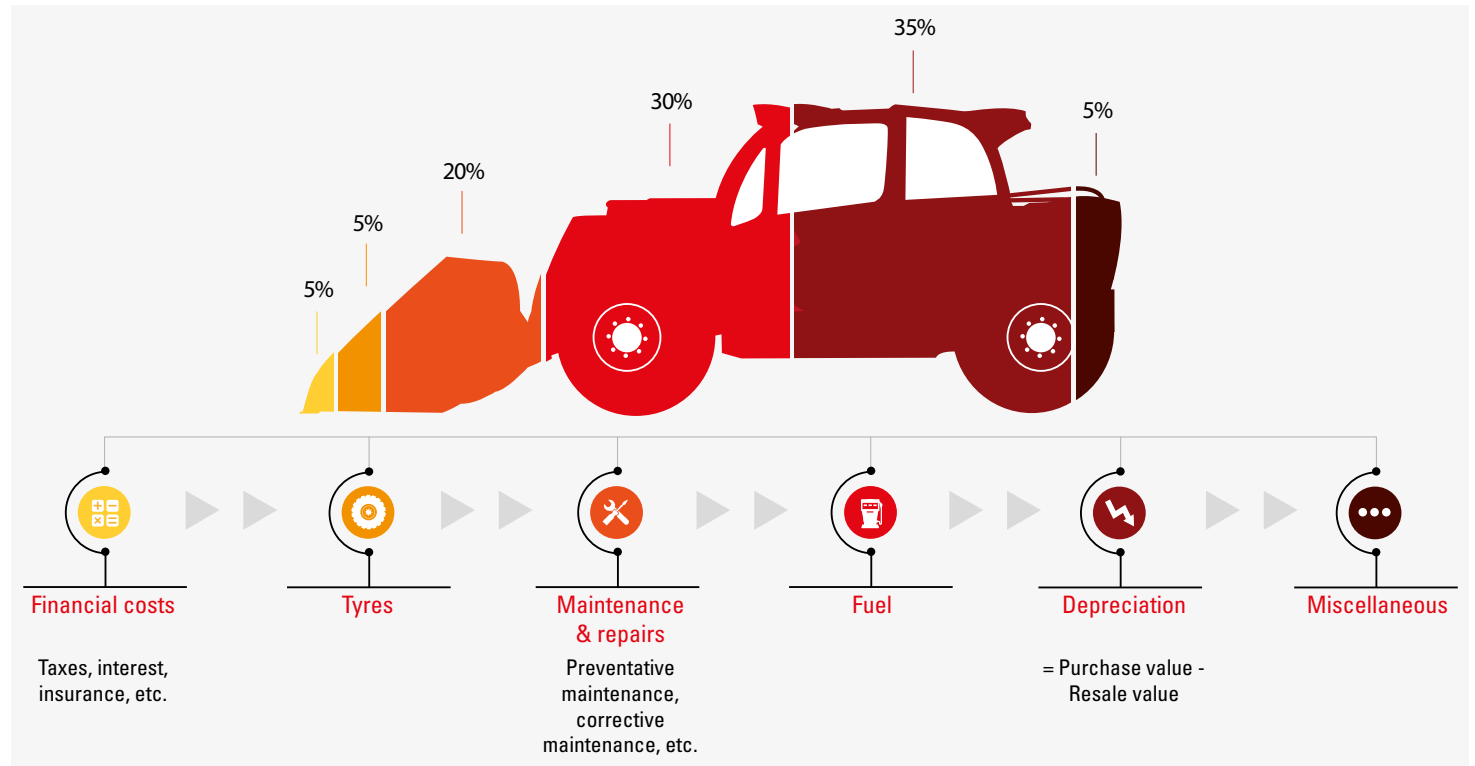 35%
30%
5%
20%
5%
5%
Financial costs
Taxes, interest,
insurance, etc.
Tyres
Maintenance
& repairs
Preventative
maintenance,
corrective
maintenance, etc.
Fuel
Depreciation
= Purchase value -
Resale value
Miscellaneous